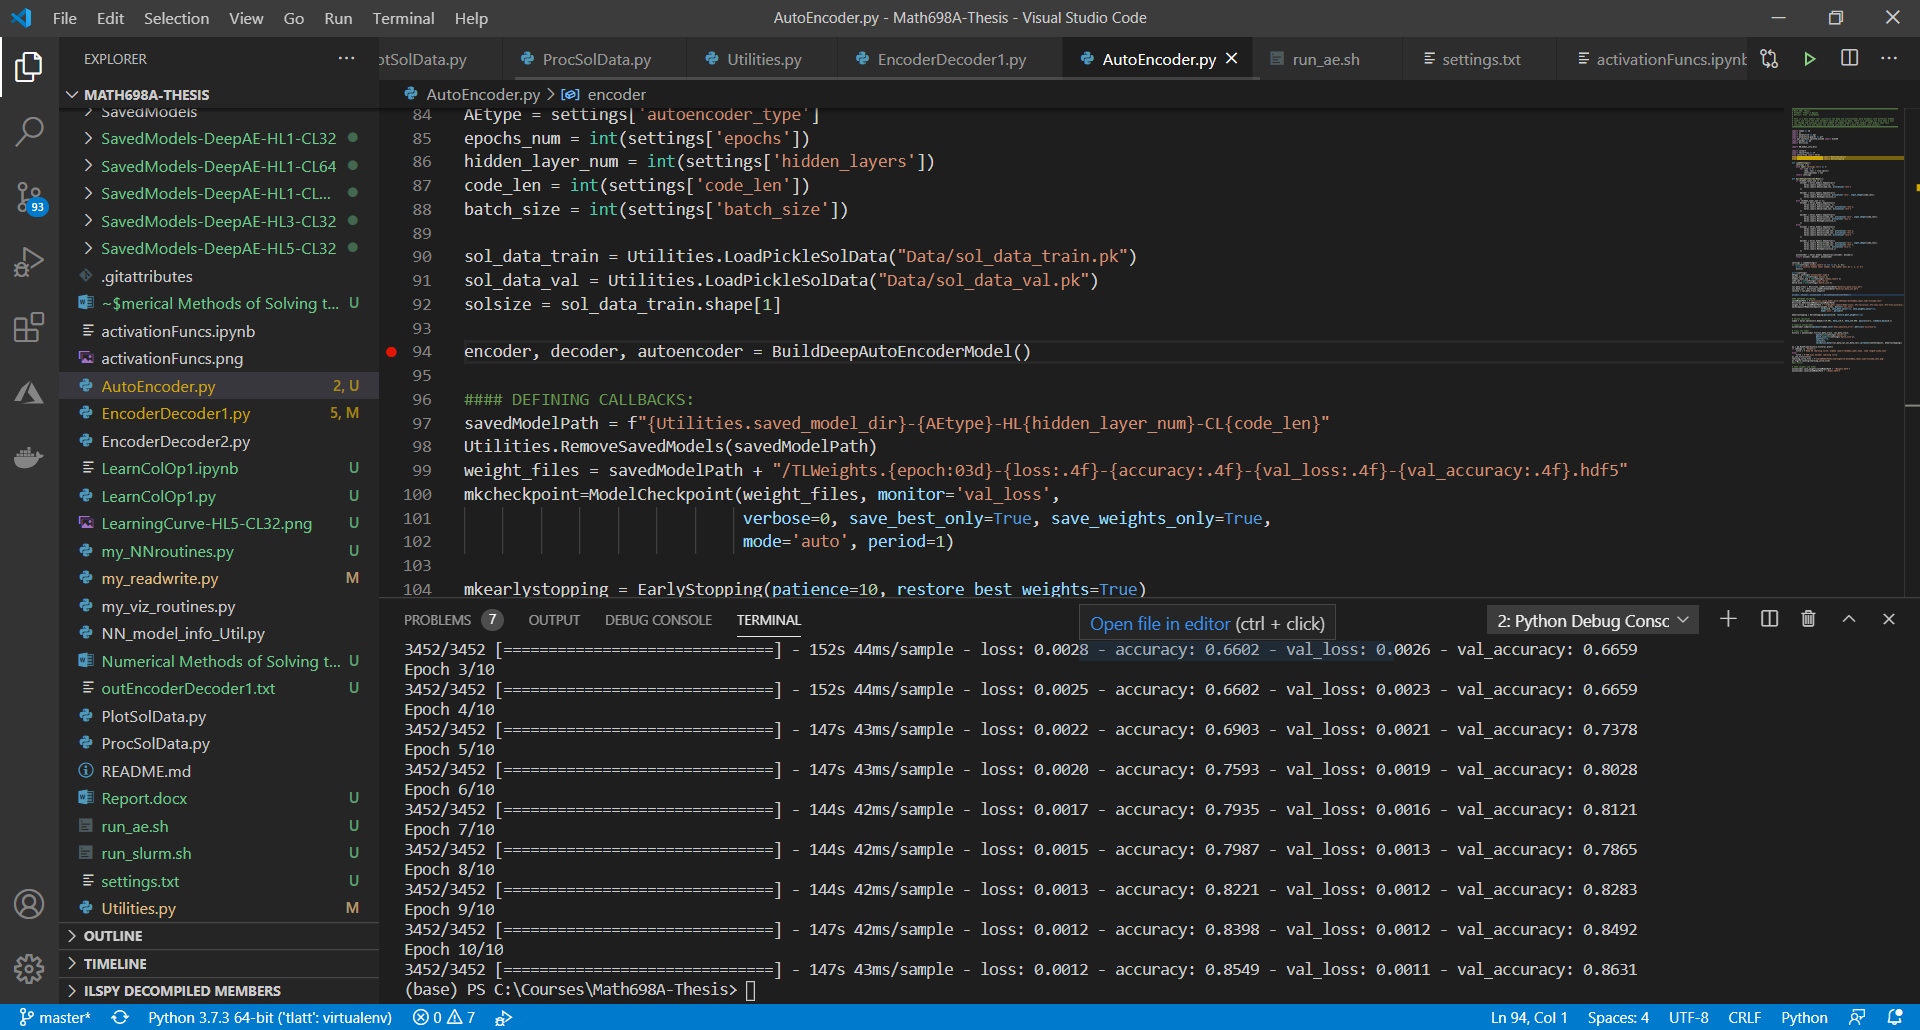 File Edit Selection View Go Run Terminal Help
AutoEncoder.py - Math698A-Thesis - Visual Studio Code
EXPLORER
otSolData.py ProcSolData.py Utilities.py EncoderDecoder1.py AutoEncoder.py run_ae.sh settings.txt activationFuncs.ipynb
AutoEncoder.py > encoder
MATH698A-THESIS
SavedModels
SavedModels-DeepAE-HL1-CL32
SavedModels-DeepAE-HL1-CL64
SavedModels-DeepAE-HL1-CL...
SavedModels-DeepAE-HL3-CL32
SavedModels-DeepAE-HL5-CL32
.gitattributes
~$merical Methods of Solving t... U
activationFuncs.ipynb
activationFuncs.png
AutoEncoder.py 2, U
EncoderDecoder1.py 5, M
EncoderDecoder2.py
LearnColOp1.ipynb U
LearnColOp1.py U
LearningCurve-HL5-CL32.png U
my_NNroutines.py U
my_readwrite.py M
my_viz_routines.py
NN_model_info_Util.py
Numerical Methods of Solving t... U
outEncoderDecoder1.txt U
PlotSolData.py
ProcSolData.py
README.md
Report.docx U
run_ae.sh U
run_slurm.sh U
settings.txt U
Utilities.py M
OUTLINE
TIMELINE
ILSPY DECOMPILED MEMBERS
93
84 AEtype = settings['autoencoder_type']
85 epochs_num = int(settings['epochs'])
86 hidden_layer_num = int(settings['hidden_layers'])
87 code_len = int(settings['code_len'])
88 batch_size = int(settings['batch_size'])
89
90 sol_data_train = Utilities.LoadPickleSolData("Data/sol_data_train.pk")
91 sol_data_val = Utilities.LoadPickleSolData("Data/sol_data_val.pk")
92 solsize = sol_data_train.shape[1]
93
94 encoder, decoder, autoencoder = BuildDeepAutoEncoderModel()
95
96 #### DEFINING CALLBACKS:
97 savedModelPath = f"{Utilities.saved_model_dir}-{AEtype}-HL{hidden_layer_num}-CL{code_len}"
98 Utilities.RemoveSavedModels(savedModelPath)
99 weight_files = savedModelPath + "/TLWeights.{epoch:03d}-{loss:.4f}-{accuracy:.4f}-{val_loss:.4f}-{val_accuracy:.4f}.hdf5"
100 mkcheckpoint=ModelCheckpoint(weight_files, monitor='val_loss',
101 verbose=0, save_best_only=True, save_weights_only=True,
102 mode='auto', period=1)
103
104 mkearlystopping = EarlyStopping(patience=10, restore_best_weights=True)
PROBLEMS 7 OUTPUT DEBUG CONSOLE TERMINAL
Open file in editor (ctrl + click)
2: Python Debug Consc
3452/3452 [==============================] - 152s 44ms/sample - loss: 0.0028 - accuracy: 0.6602 - val_loss: 0.0026 - val_accuracy: 0.6659
Epoch 3/10
3452/3452 [==============================] - 152s 44ms/sample - loss: 0.0025 - accuracy: 0.6602 - val_loss: 0.0023 - val_accuracy: 0.6659
Epoch 4/10
3452/3452 [==============================] - 147s 43ms/sample - loss: 0.0022 - accuracy: 0.6903 - val_loss: 0.0021 - val_accuracy: 0.7378
Epoch 5/10
3452/3452 [==============================] - 147s 43ms/sample - loss: 0.0020 - accuracy: 0.7593 - val_loss: 0.0019 - val_accuracy: 0.8028
Epoch 6/10
3452/3452 [==============================] - 144s 42ms/sample - loss: 0.0017 - accuracy: 0.7935 - val_loss: 0.0016 - val_accuracy: 0.8121
Epoch 7/10
3452/3452 [==============================] - 144s 42ms/sample - loss: 0.0015 - accuracy: 0.7987 - val_loss: 0.0013 - val_accuracy: 0.7865
Epoch 8/10
3452/3452 [==============================] - 144s 42ms/sample - loss: 0.0013 - accuracy: 0.8221 - val_loss: 0.0012 - val_accuracy: 0.8283
Epoch 9/10
3452/3452 [==============================] - 147s 42ms/sample - loss: 0.0012 - accuracy: 0.8398 - val_loss: 0.0012 - val_accuracy: 0.8492
Epoch 10/10
3452/3452 [==============================] - 147s 43ms/sample - loss: 0.0012 - accuracy: 0.8549 - val_loss: 0.0011 - val_accuracy: 0.8631
(base) PS C:\Courses\Math698A-Thesis>
master* Python 3.7.3 64-bit ('tlatt': virtualenv) 0 7 Ln 94, Col 1 Spaces: 4 UTF-8 CRLF Python